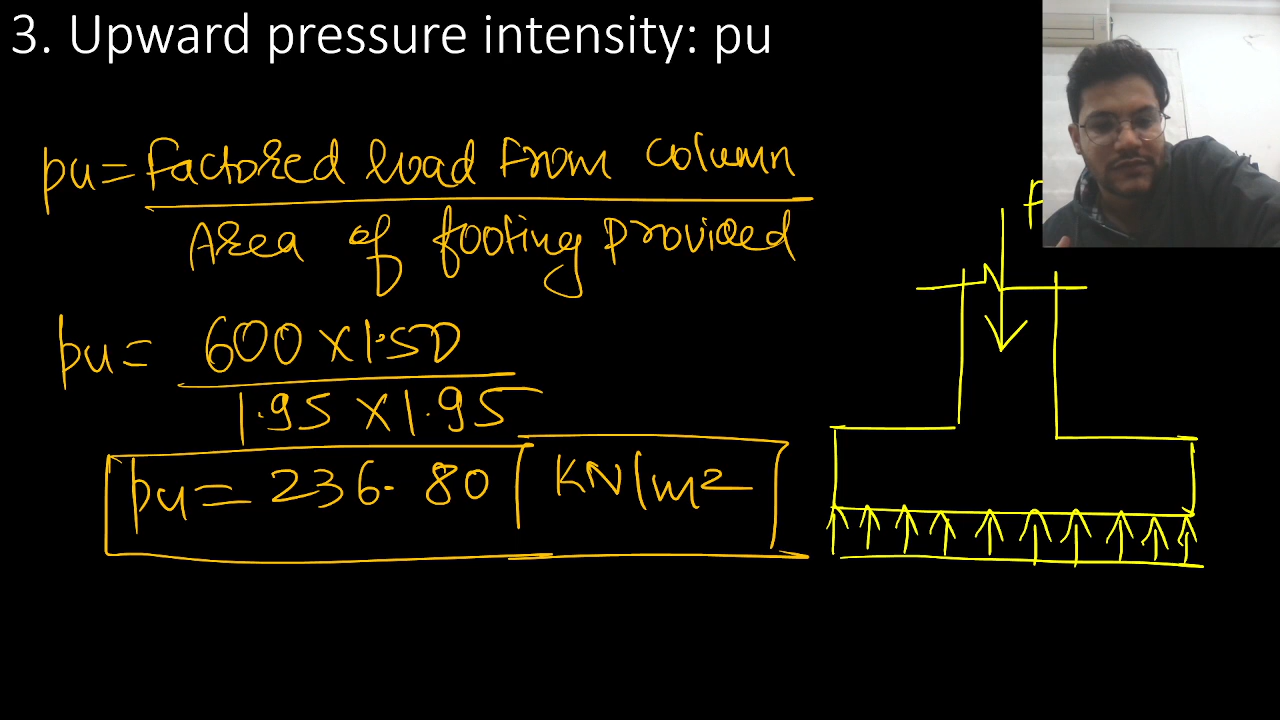 3. Upward pressure intensity: pu
pu = Factored load from column
Area of footing provided
pu = 600 X 1.50
1.95 X 1.95
pu = 236.80 KN/m2